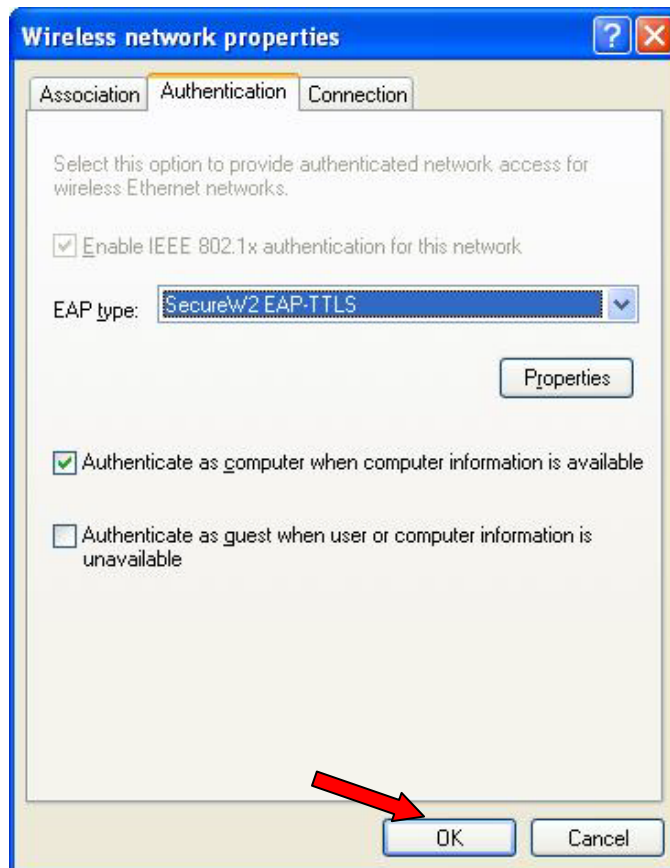 Wireless network properties
Association Authentication Connection
Select this option to provide authenticated network access for
wireless Ethernet networks.
Enable IEEE 802.1x authentication for this network
EAP type: SecureW2 EAP-TTLS
Properties
Authenticate as computer when computer information is available
Authenticate as guest when user or computer information is
unavailable
OK Cancel